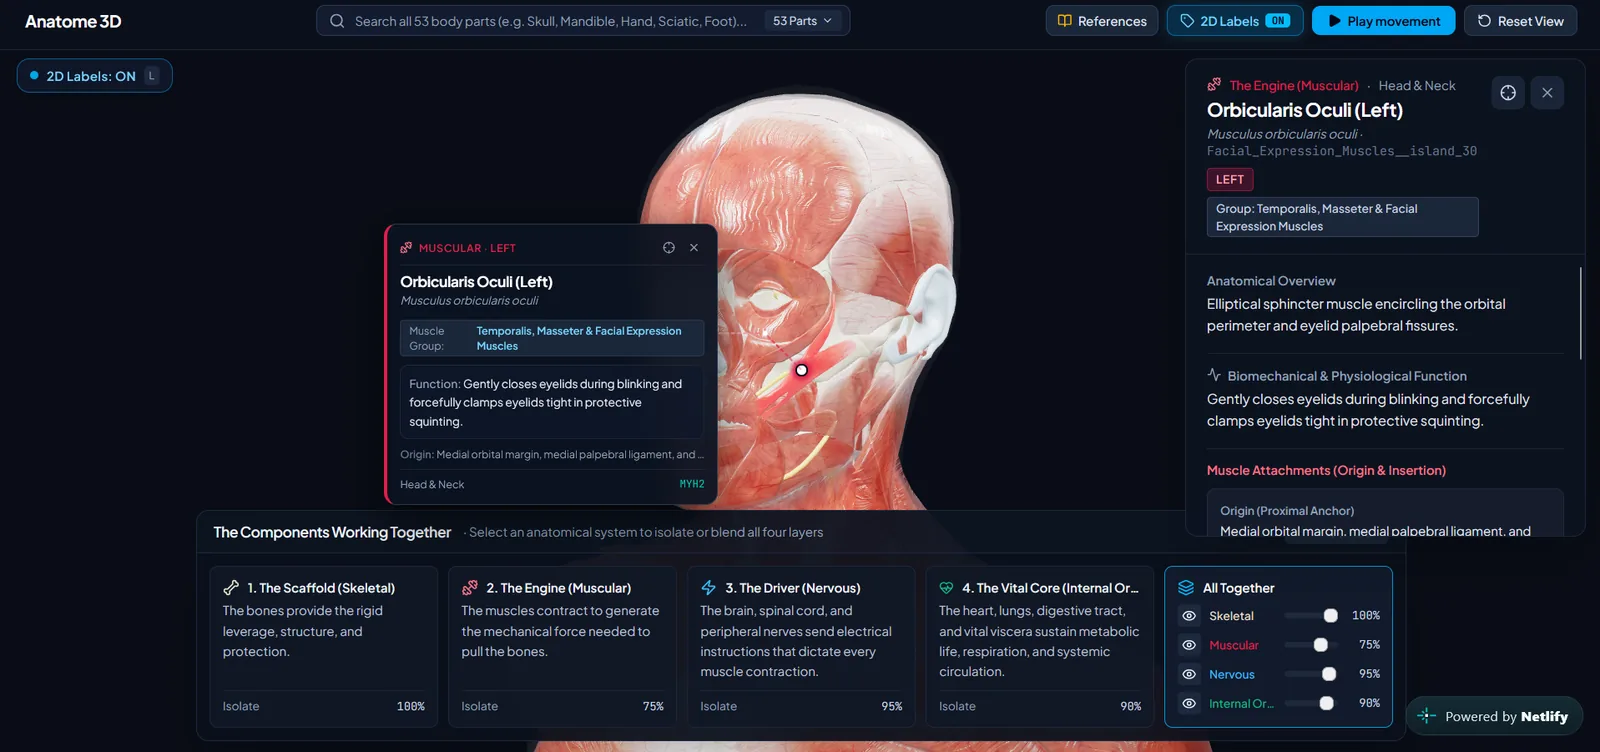 Anatome 3D
Search all 53 body parts (e.g. Skull, Mandible, Hand, Sciatic, Foot)...
53 Parts
References
2D Labels ON
Play movement
Reset View
2D Labels: ON L
MUSCULAR · LEFT
Orbicularis Oculi (Left)
Musculus orbicularis oculi
Muscle
Group:
Temporalis, Masseter & Facial Expression
Muscles
Function: Gently closes eyelids during blinking and
forcefully clamps eyelids tight in protective
squinting.
Origin: Medial orbital margin, medial palpebral ligament, and ...
Head & Neck
MYH2
The Engine (Muscular) · Head & Neck
Orbicularis Oculi (Left)
Musculus orbicularis oculi ·
Facial_Expression_Muscles__island_30
LEFT
Group: Temporalis, Masseter & Facial
Expression Muscles
Anatomical Overview
Elliptical sphincter muscle encircling the orbital
perimeter and eyelid palpebral fissures.
Biomechanical & Physiological Function
Gently closes eyelids during blinking and forcefully
clamps eyelids tight in protective squinting.
Muscle Attachments (Origin & Insertion)
Origin (Proximal Anchor)
Medial orbital margin, medial palpebral ligament, and
The Components Working Together · Select an anatomical system to isolate or blend all four layers
1. The Scaffold (Skeletal)
The bones provide the rigid
leverage, structure, and
protection.
Isolate 100%
2. The Engine (Muscular)
The muscles contract to generate
the mechanical force needed to
pull the bones.
Isolate 75%
3. The Driver (Nervous)
The brain, spinal cord, and
peripheral nerves send electrical
instructions that dictate every
muscle contraction.
Isolate 95%
4. The Vital Core (Internal Or...
The heart, lungs, digestive tract,
and vital viscera sustain metabolic
life, respiration, and systemic
circulation.
Isolate 90%
All Together
Skeletal 100%
Muscular 75%
Nervous 95%
Internal Or... 90%
Powered by Netlify